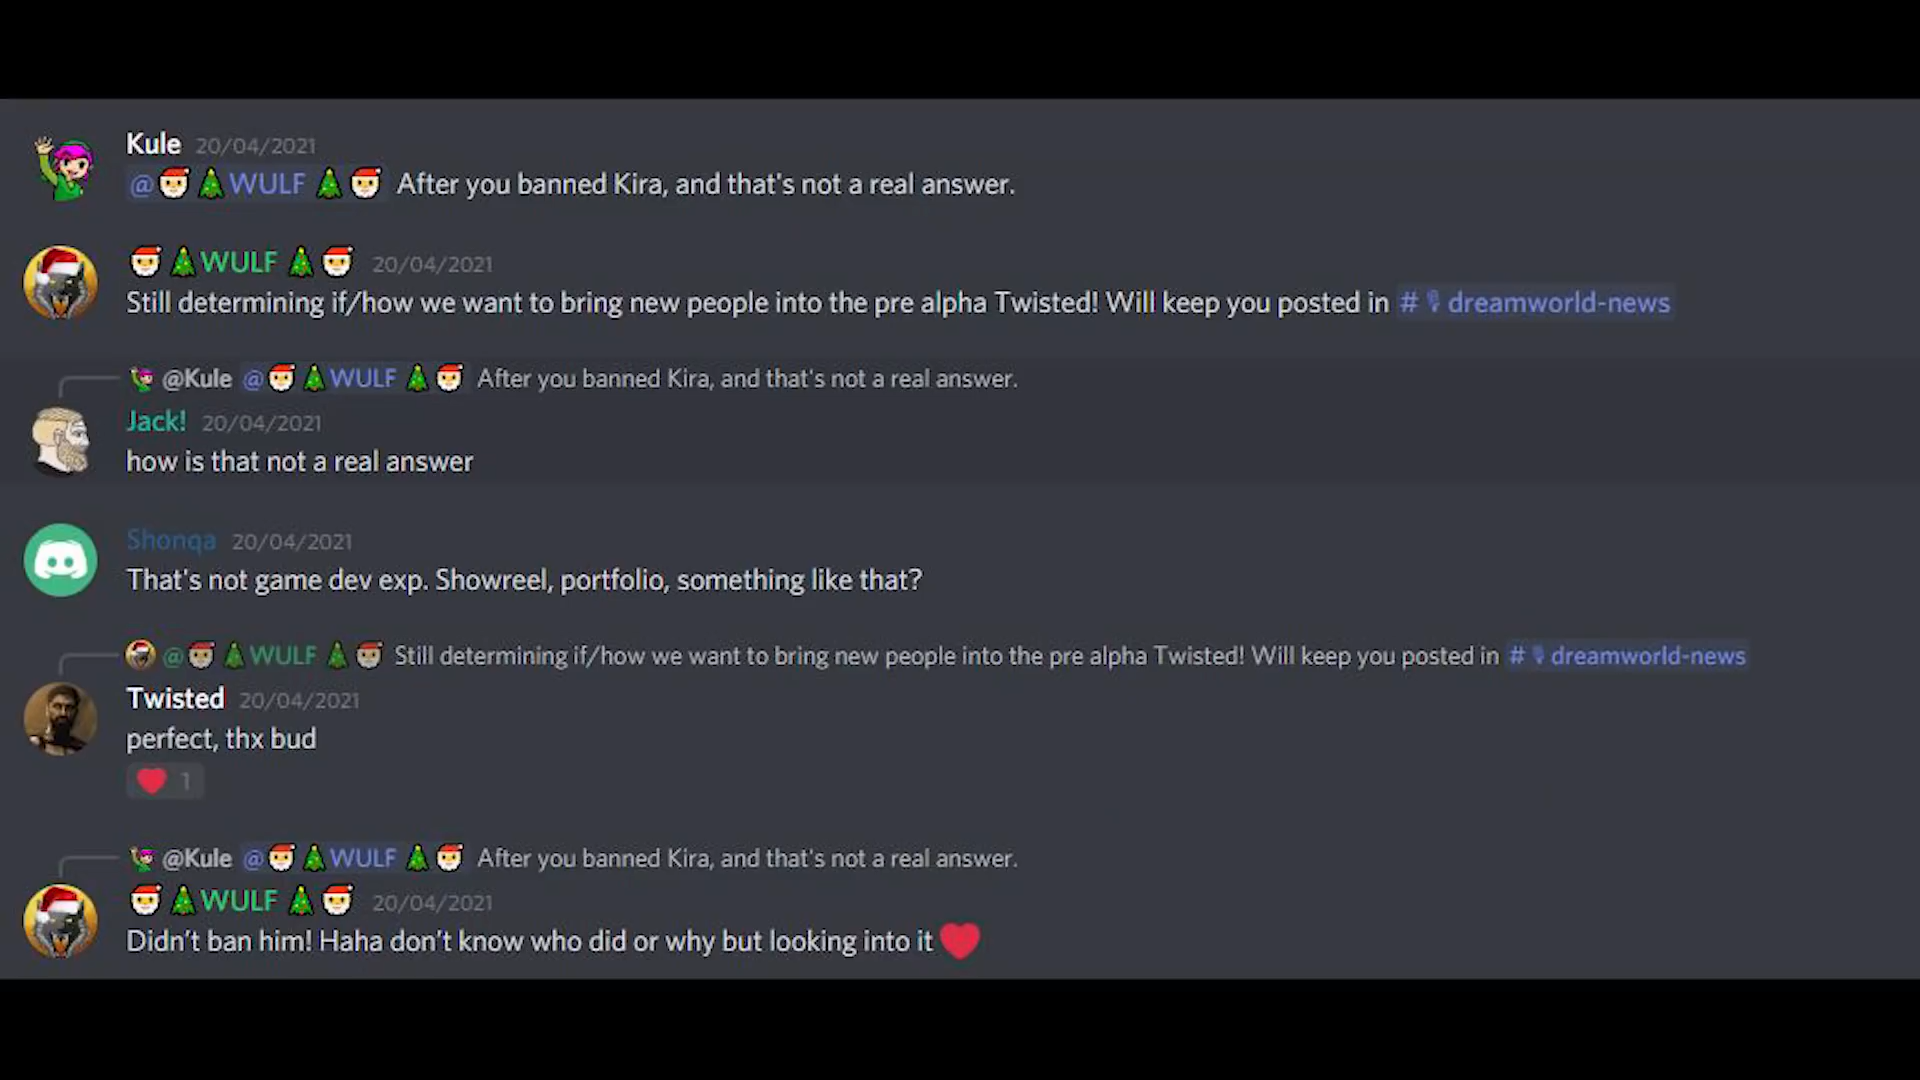 Kule 20/04/2021
@🎅🎄WULF🎄🎅 After you banned Kira, and that's not a real answer.
🎅🎄WULF🎄🎅 20/04/2021
Still determining if/how we want to bring new people into the pre alpha Twisted! Will keep you posted in # dreamworld-news
@Kule @🎅🎄WULF🎄🎅 After you banned Kira, and that's not a real answer.
Jack! 20/04/2021
how is that not a real answer
Shonqa 20/04/2021
That's not game dev exp. Showreel, portfolio, something like that?
@🎅🎄WULF🎄🎅 Still determining if/how we want to bring new people into the pre alpha Twisted! Will keep you posted in # dreamworld-news
Twisted 20/04/2021
perfect, thx bud
❤️ 1
@Kule @🎅🎄WULF🎄🎅 After you banned Kira, and that's not a real answer.
🎅🎄WULF🎄🎅 20/04/2021
Didn't ban him! Haha don't know who did or why but looking into it ❤️